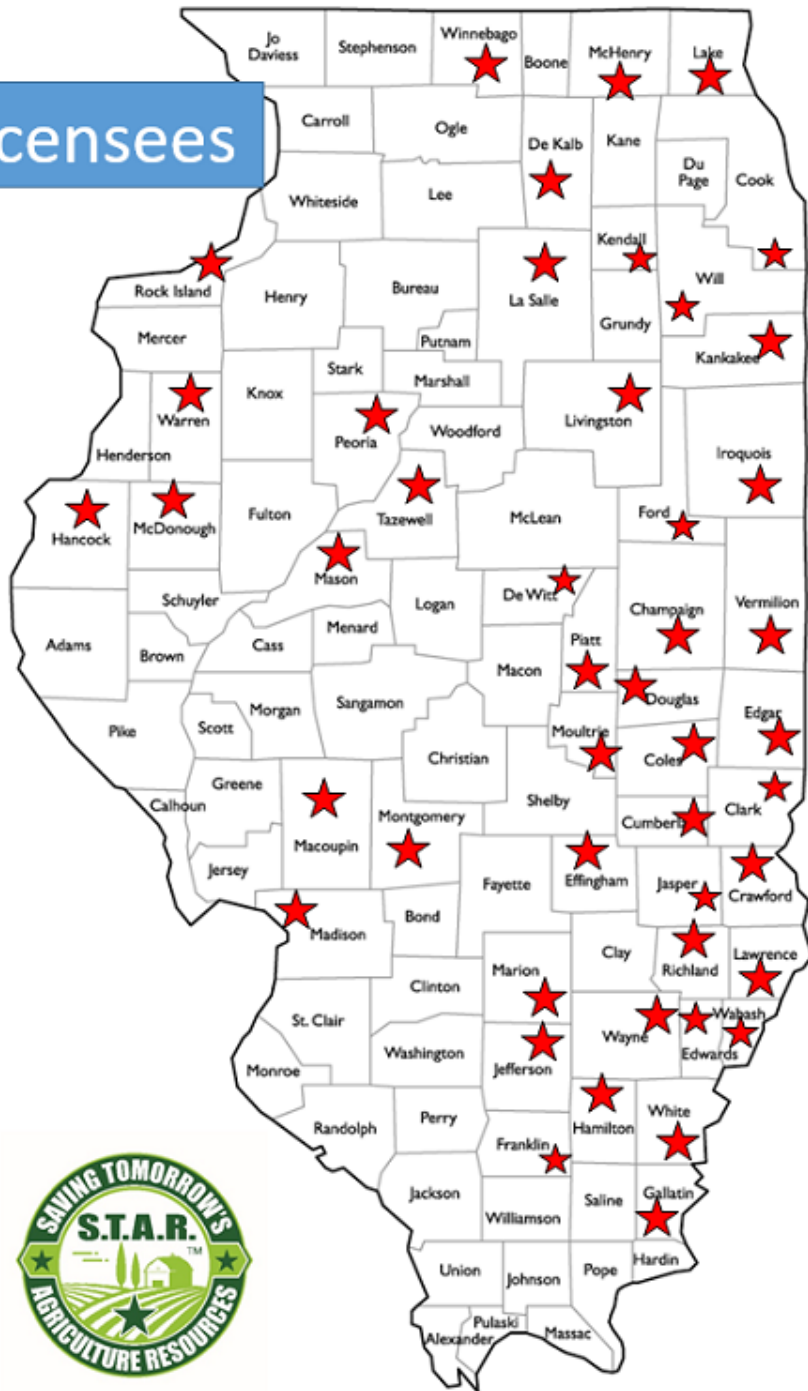 Jo
Daviess
Stephenson
Winnebago
Boone
McHenry
Lake
censees
Carroll
Ogle
De Kalb
Kane
Du
Page
Cook
Whiteside
Lee
Kendall
Will
Rock Island
Henry
Bureau
La Salle
Grundy
Mercer
Putnam
Kankakee
Stark
Marshall
Knox
Warren
Peoria
Woodford
Livingston
Henderson
Iroquois
Hancock
McDonough
Fulton
Tazewell
McLean
Ford
Mason
Schuyler
Logan
De Witt
Champaign
Vermilion
Adams
Brown
Cass
Menard
Piatt
Macon
Douglas
Pike
Scott
Morgan
Sangamon
Christian
Moultrie
Coles
Edgar
Calhoun
Greene
Shelby
Clark
Macoupin
Montgomery
Cumberla
Jersey
Fayette
Effingham
Jasper
Crawford
Madison
Bond
Clay
Richland
Lawrence
Marion
Clinton
St. Clair
Wayne
Wabash
Edwards
Washington
Jefferson
Monroe
Randolph
Perry
Hamilton
White
Franklin
Jackson
Williamson
Saline
Gallatin
Union
Johnson
Pope
Hardin
Alexander
Pulaski
Massac
SAVING TOMORROW'S
S.T.A.R.
TM
AGRICULTURE RESOURCES